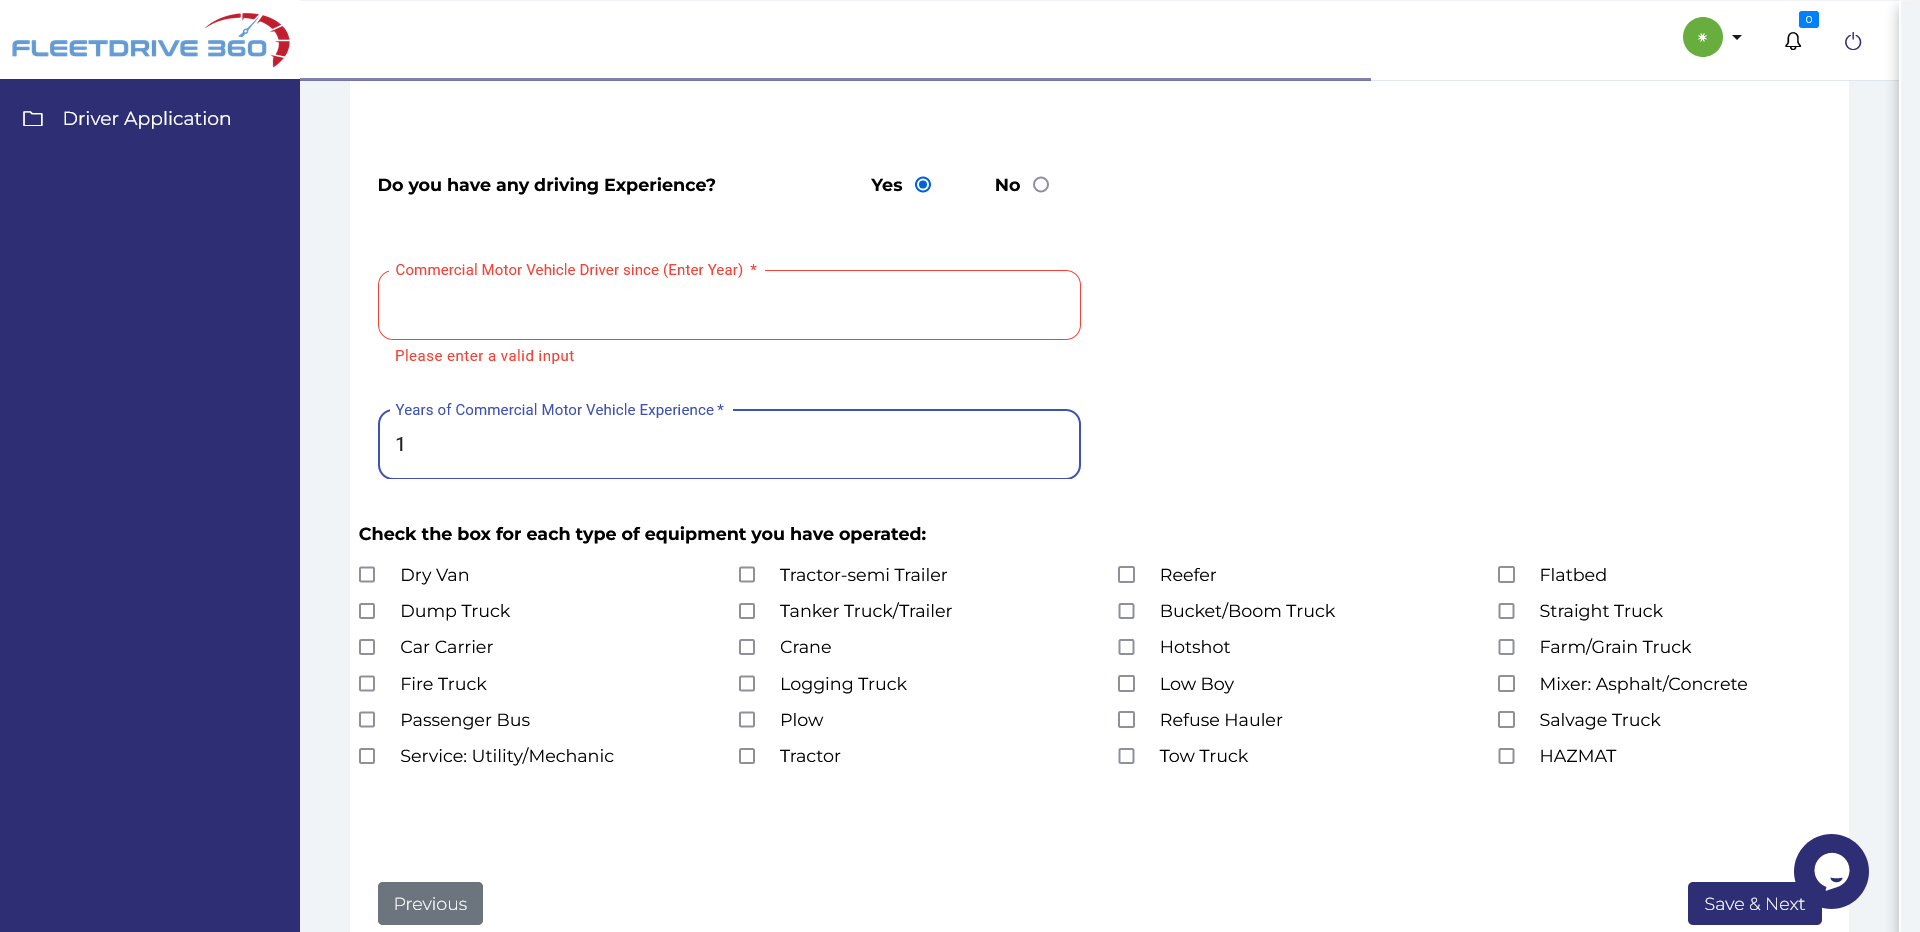 FLEETDRIVE 360
0
Driver Application
Do you have any driving Experience? Yes No
Commercial Motor Vehicle Driver since (Enter Year) *
Please enter a valid input
Years of Commercial Motor Vehicle Experience *
1
Check the box for each type of equipment you have operated:
Dry Van Tractor-semi Trailer Reefer Flatbed
Dump Truck Tanker Truck/Trailer Bucket/Boom Truck Straight Truck
Car Carrier Crane Hotshot Farm/Grain Truck
Fire Truck Logging Truck Low Boy Mixer: Asphalt/Concrete
Passenger Bus Plow Refuse Hauler Salvage Truck
Service: Utility/Mechanic Tractor Tow Truck HAZMAT
Previous Save & Next